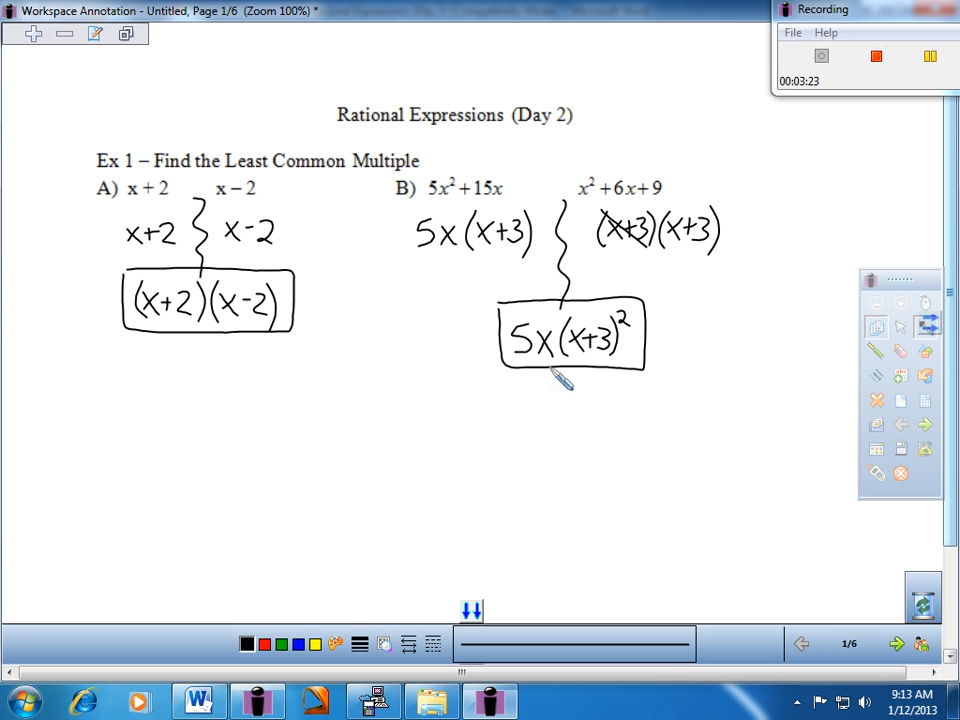 Workspace Annotation - Untitled, Page 1/6 (Zoom 100%) *
Recording
File Help
00:03:23
Rational Expressions (Day 2)
Ex 1 – Find the Least Common Multiple
A) x + 2 x – 2 B) 5x²+15x x²+6x+9
x+2 x-2 5x(x+3) (x+3)(x+3)
(x+2)(x-2)
5x(x+3)²
1/6
9:13 AM
1/12/2013